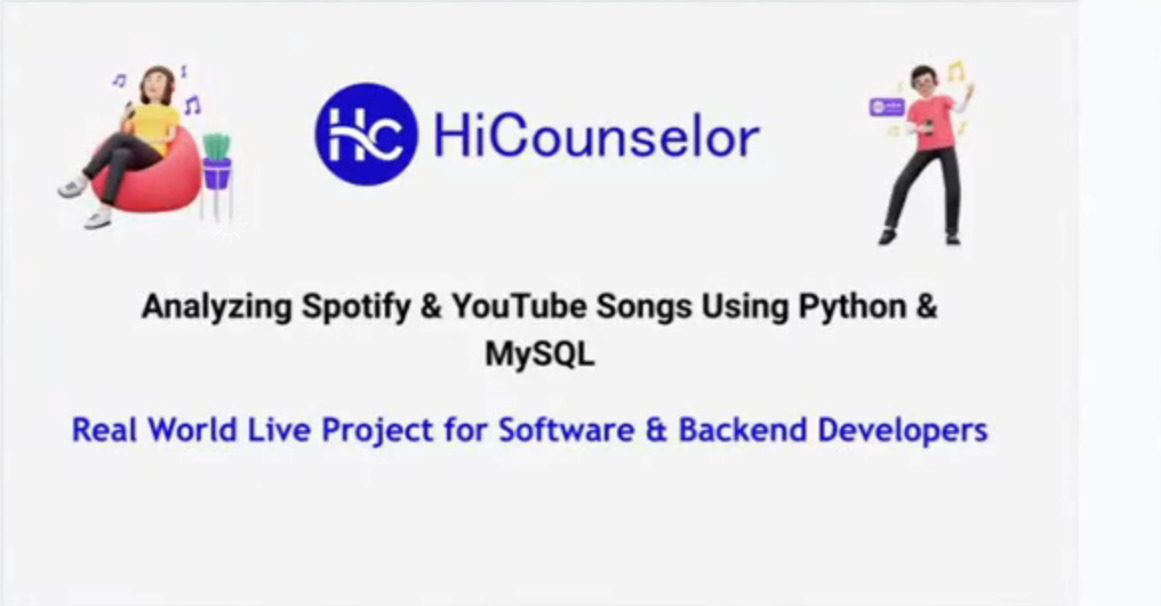 HC HiCounselor
Analyzing Spotify & YouTube Songs Using Python &
MySQL
Real World Live Project for Software & Backend Developers